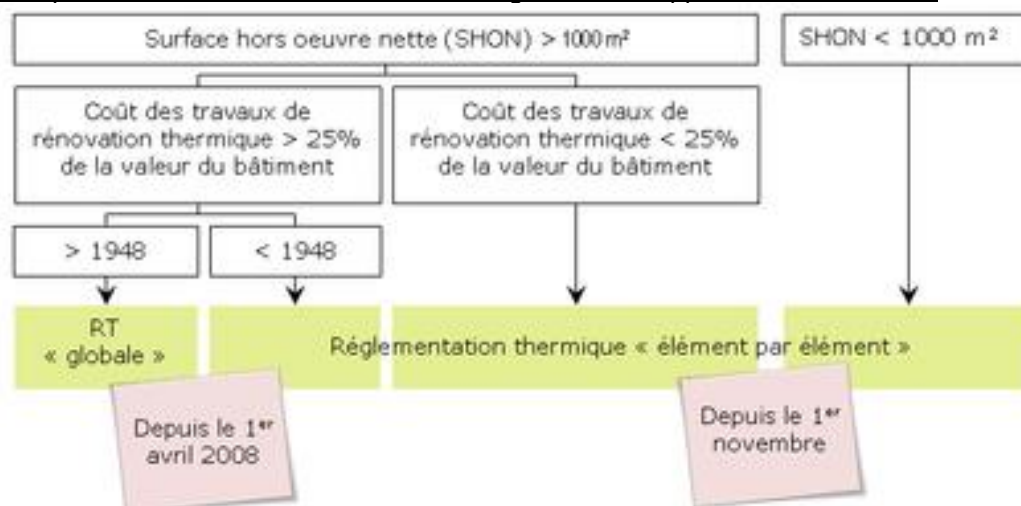 Surface hors oeuvre nette (SHON) > 1000 m²
SHON < 1000 m²
Coût des travaux de
rénovation thermique > 25%
de la valeur du bâtiment
Coût des travaux de
rénovation thermique < 25%
de la valeur du bâtiment
> 1948
< 1948
RT
« globale »
Réglementation thermique « élément par élément »
Depuis le 1er
avril 2008
Depuis le 1er
novembre